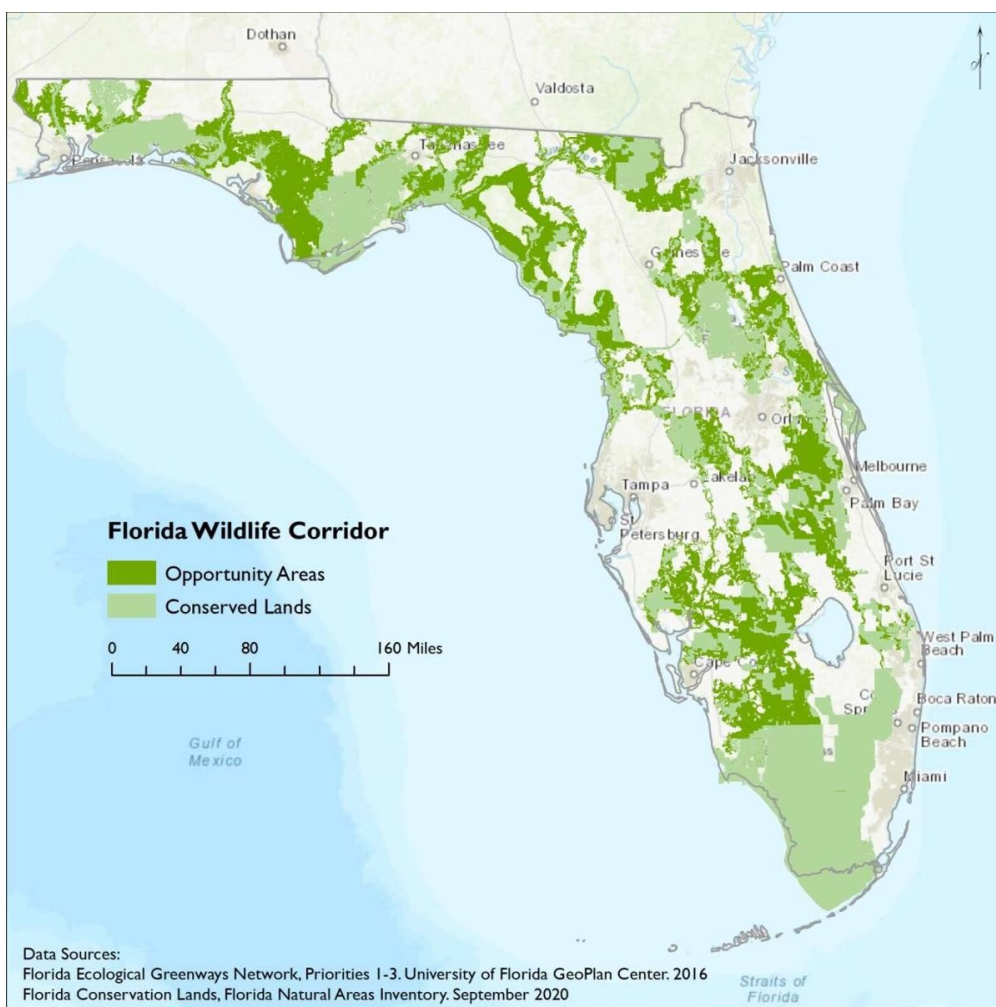 Dothan
Valdosta
Jacksonville
Palm Coast
FLORIDA
Melbourne
Tampa
Palm Bay
St
Petersburg
Florida Wildlife Corridor
Opportunity Areas
Conserved Lands
0 40 80 160 Miles
Port St
Lucie
West Palm
Beach
Boca Raton
Pompano
Beach
Gulf of
Mexico
Miami
Data Sources:
Florida Ecological Greenways Network, Priorities 1-3. University of Florida GeoPlan Center. 2016
Florida Conservation Lands, Florida Natural Areas Inventory. September 2020
Straits of
Florida